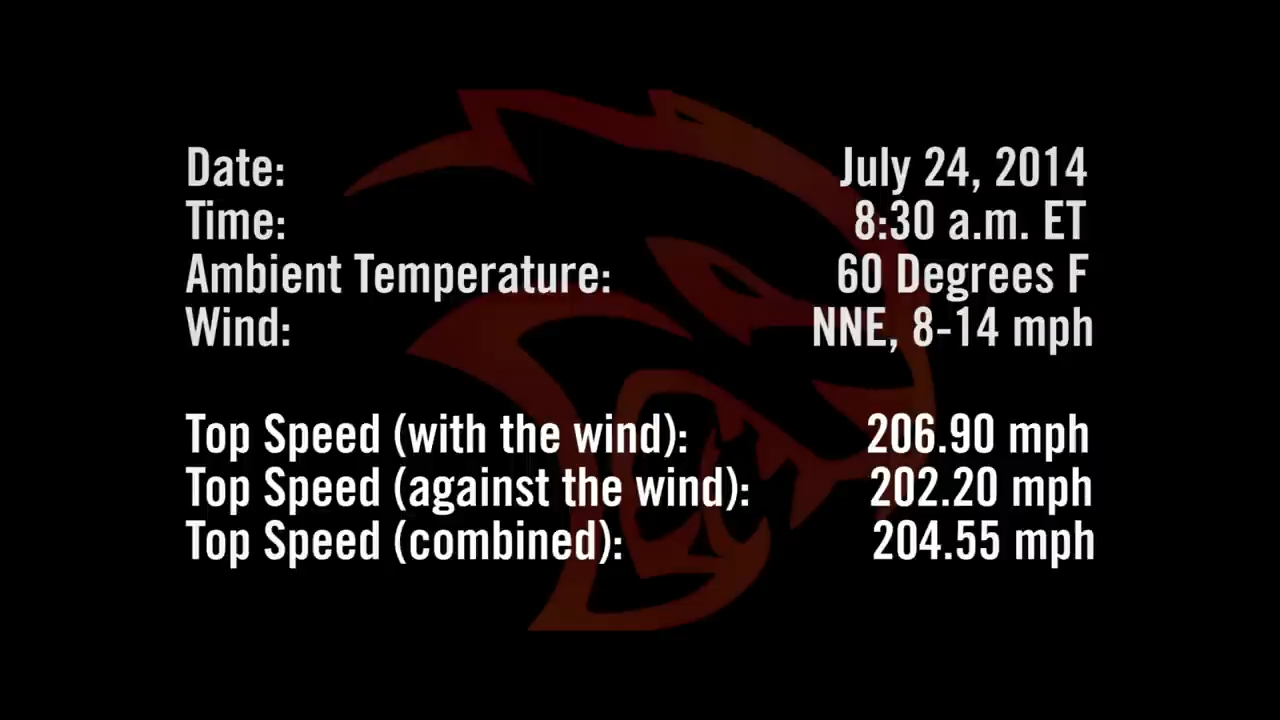 Date: July 24, 2014
Time: 8:30 a.m. ET
Ambient Temperature: 60 Degrees F
Wind: NNE, 8-14 mph
Top Speed (with the wind): 206.90 mph
Top Speed (against the wind): 202.20 mph
Top Speed (combined): 204.55 mph